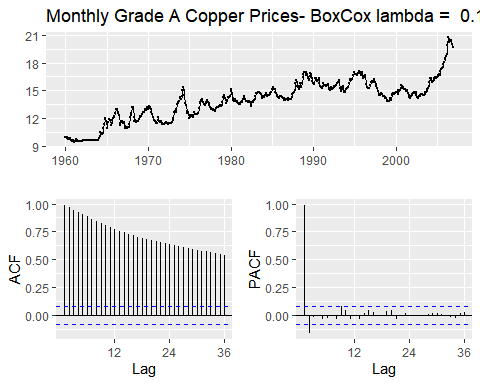 Monthly Grade A Copper Prices- BoxCox lambda = 0.1
21
18
15
12
9
1960 1970 1980 1990 2000
ACF
1.00
0.75
0.50
0.25
0.00
12 24 36
Lag
PACF
1.00
0.75
0.50
0.25
0.00
12 24 36
Lag